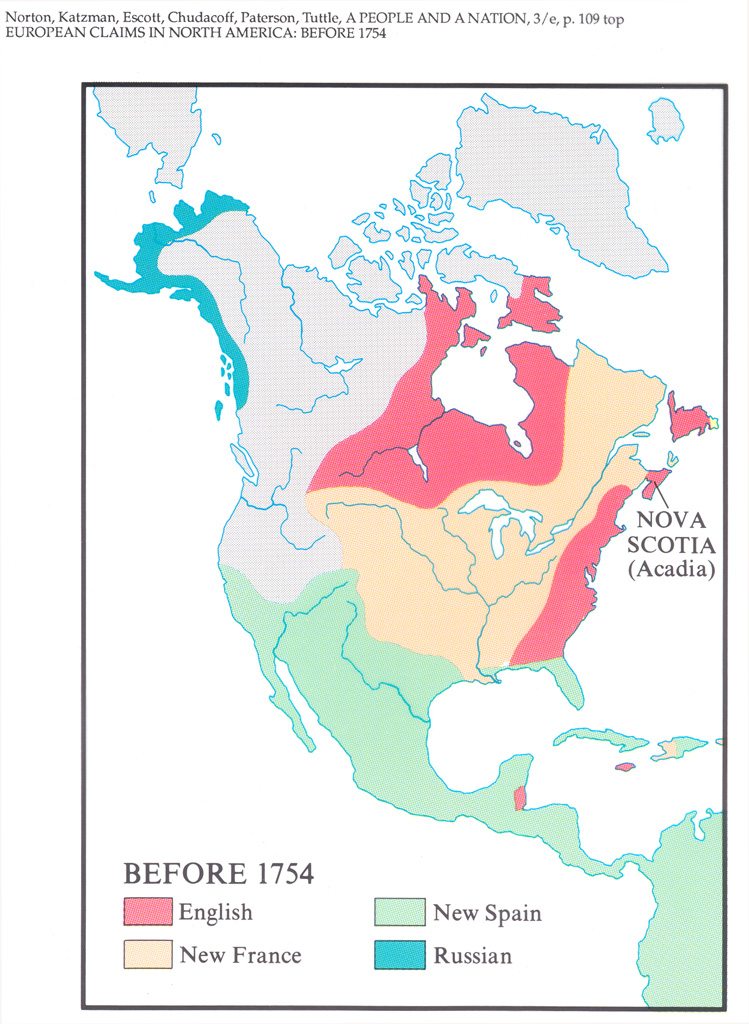 Norton, Katzman, Escott, Chudacoff, Paterson, Tuttle, A PEOPLE AND A NATION, 3/e, p. 109 top
EUROPEAN CLAIMS IN NORTH AMERICA: BEFORE 1754
NOVA
SCOTIA
(Acadia)
BEFORE 1754
English
New Spain
New France
Russian